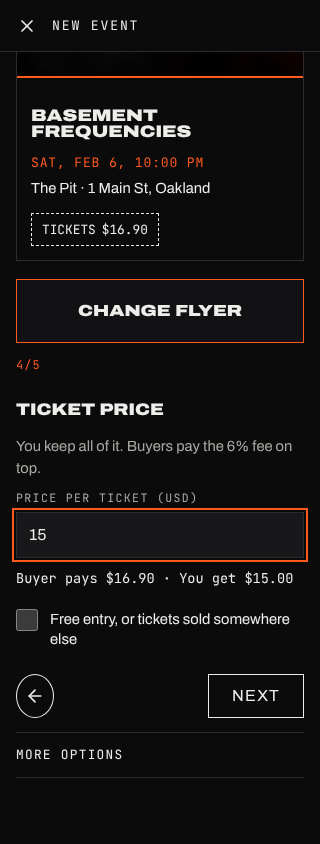 NEW EVENT
BASEMENT
FREQUENCIES
SAT, FEB 6, 10:00 PM
The Pit · 1 Main St, Oakland
TICKETS $16.90
CHANGE FLYER
4/5
TICKET PRICE
You keep all of it. Buyers pay the 6% fee on
top.
PRICE PER TICKET (USD)
15
Buyer pays $16.90 · You get $15.00
Free entry, or tickets sold somewhere
else
NEXT
MORE OPTIONS